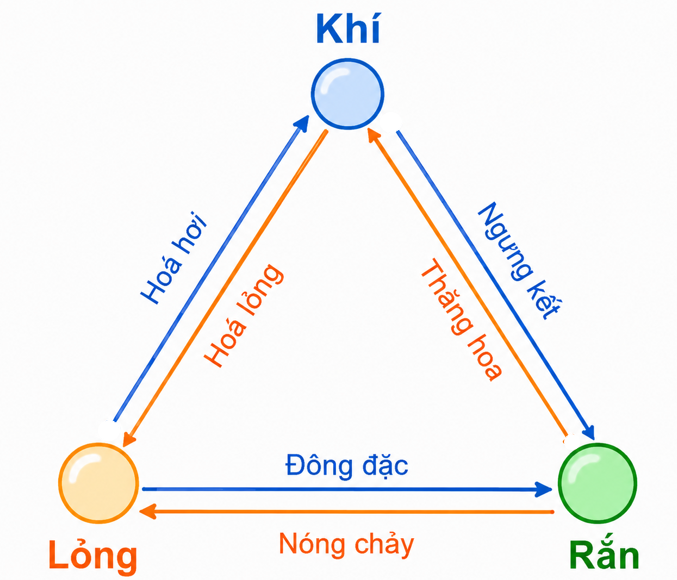 Khí
Hoá hơi
Hoá lỏng
Thăng hoa
Ngưng kết
Đông đặc
Nóng chảy
Lỏng
Rắn